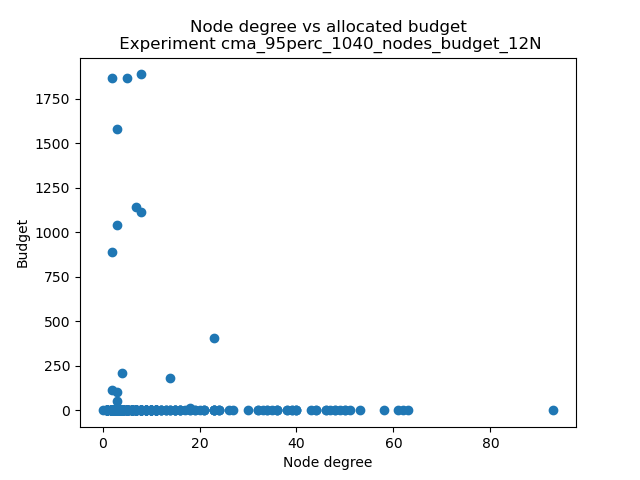 Node degree vs allocated budget
Experiment cma_95perc_1040_nodes_budget_12N
1750
1500
1250
1000
750
500
250
0
Budget
0 20 40 60 80
Node degree